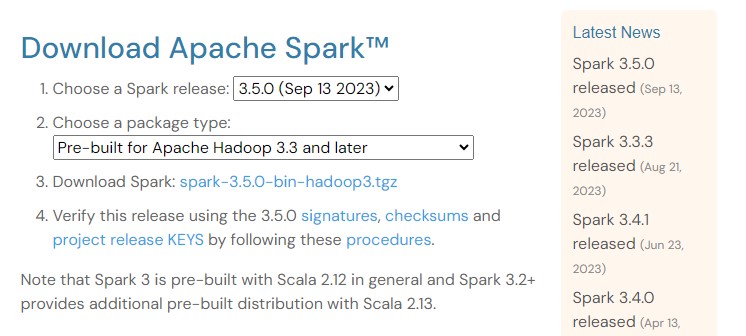 Download Apache Spark™
1. Choose a Spark release: 3.5.0 (Sep 13 2023)
2. Choose a package type:
Pre-built for Apache Hadoop 3.3 and later
3. Download Spark: spark-3.5.0-bin-hadoop3.tgz
4. Verify this release using the 3.5.0 signatures, checksums and
project release KEYS by following these procedures.
Note that Spark 3 is pre-built with Scala 2.12 in general and Spark 3.2+
provides additional pre-built distribution with Scala 2.13.
Latest News
Spark 3.5.0
released (Sep 13,
2023)
Spark 3.3.3
released (Aug 21,
2023)
Spark 3.4.1
released (Jun 23,
2023)
Spark 3.4.0
released (Apr 13,